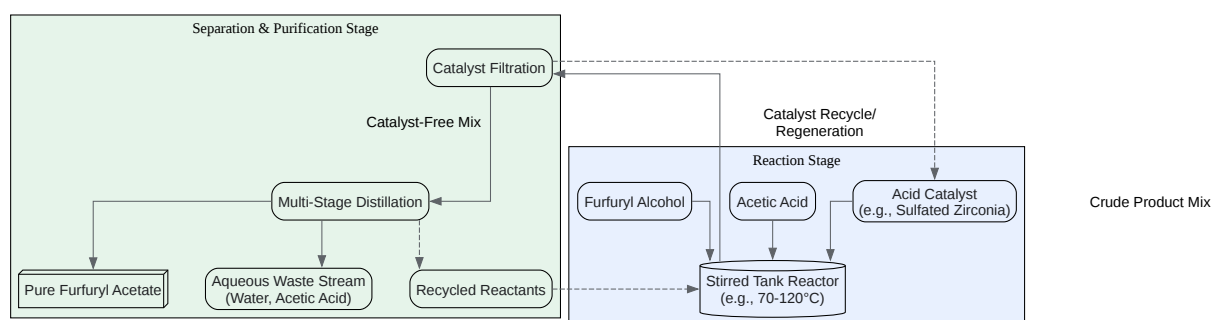 Separation & Purification Stage
Catalyst Filtration
Catalyst-Free Mix
Catalyst Recycle/
Regeneration
Reaction Stage
Multi-Stage Distillation
Furfuryl Alcohol
Acetic Acid
Acid Catalyst
(e.g., Sulfated Zirconia)
Crude Product Mix
Pure Furfuryl Acetate
Aqueous Waste Stream
(Water, Acetic Acid)
Recycled Reactants
Stirred Tank Reactor
(e.g., 70-120°C)